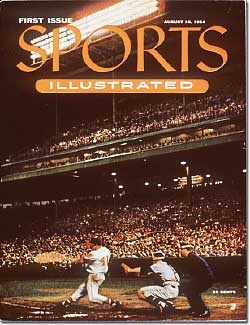 FIRST ISSUE
AUGUST 16, 1954
SPORTS
ILLUSTRATED
25 CENTS